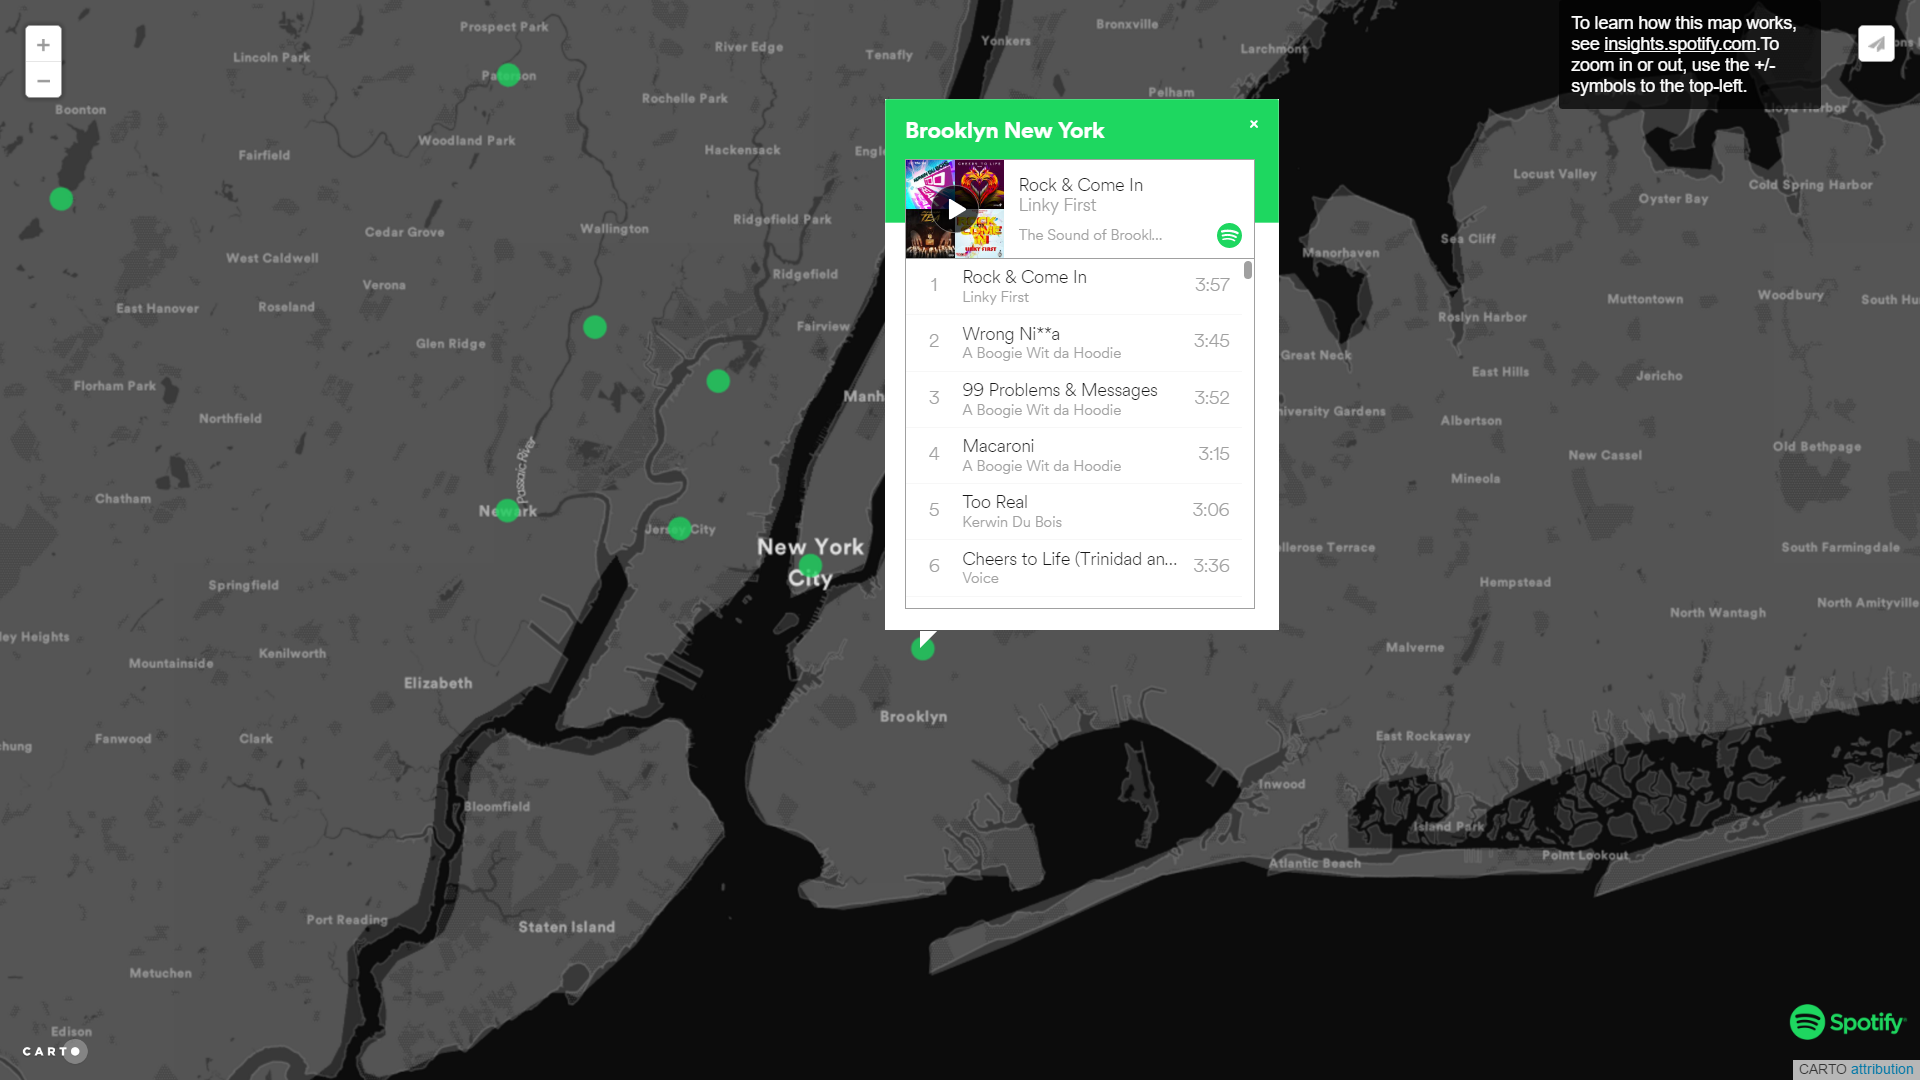 +
−
To learn how this map works,
see insights.spotify.com.To
zoom in or out, use the +/-
symbols to the top-left.
Prospect Park
Bronxville
Yonkers
River Edge
Tenafly
Larchmont
Lincoln Park
Paterson
Pelham
Rochelle Park
Boonton
Lloyd Harbor
Woodland Park
Hackensack
Fairfield
Brooklyn New York
×
Rock & Come In
Linky First
The Sound of Brookl...
1 Rock & Come In 3:57
Linky First
2 Wrong Ni**a 3:45
A Boogie Wit da Hoodie
3 99 Problems & Messages 3:52
A Boogie Wit da Hoodie
4 Macaroni 3:15
A Boogie Wit da Hoodie
5 Too Real 3:06
Kerwin Du Bois
6 Cheers to Life (Trinidad an... 3:36
Voice
Locust Valley
Cold Spring Harbor
Oyster Bay
Ridgefield Park
Wallington
Cedar Grove
Sea Cliff
Manorhaven
West Caldwell
Ridgefield
Verona
Woodbury
Muttontown
South Hu
East Hanover
Roseland
Roslyn Harbor
Fairview
Glen Ridge
Great Neck
East Hills
Jericho
Florham Park
Manh
Northfield
niversity Gardens
Albertson
Old Bethpage
New Cassel
Passaic River
Mineola
Chatham
Newark
Jersey City
New York
City
llerose Terrace
South Farmingdale
Springfield
Hempstead
North Wantagh
North Amityville
ley Heights
Kenilworth
Mountainside
Malverne
Elizabeth
Brooklyn
East Rockaway
Fanwood
Clark
hung
Inwood
Bloomfield
Island Park
Point Lookout
Atlantic Beach
Port Reading
Staten Island
Metuchen
Edison
CARTO
Spotify
CARTO attribution